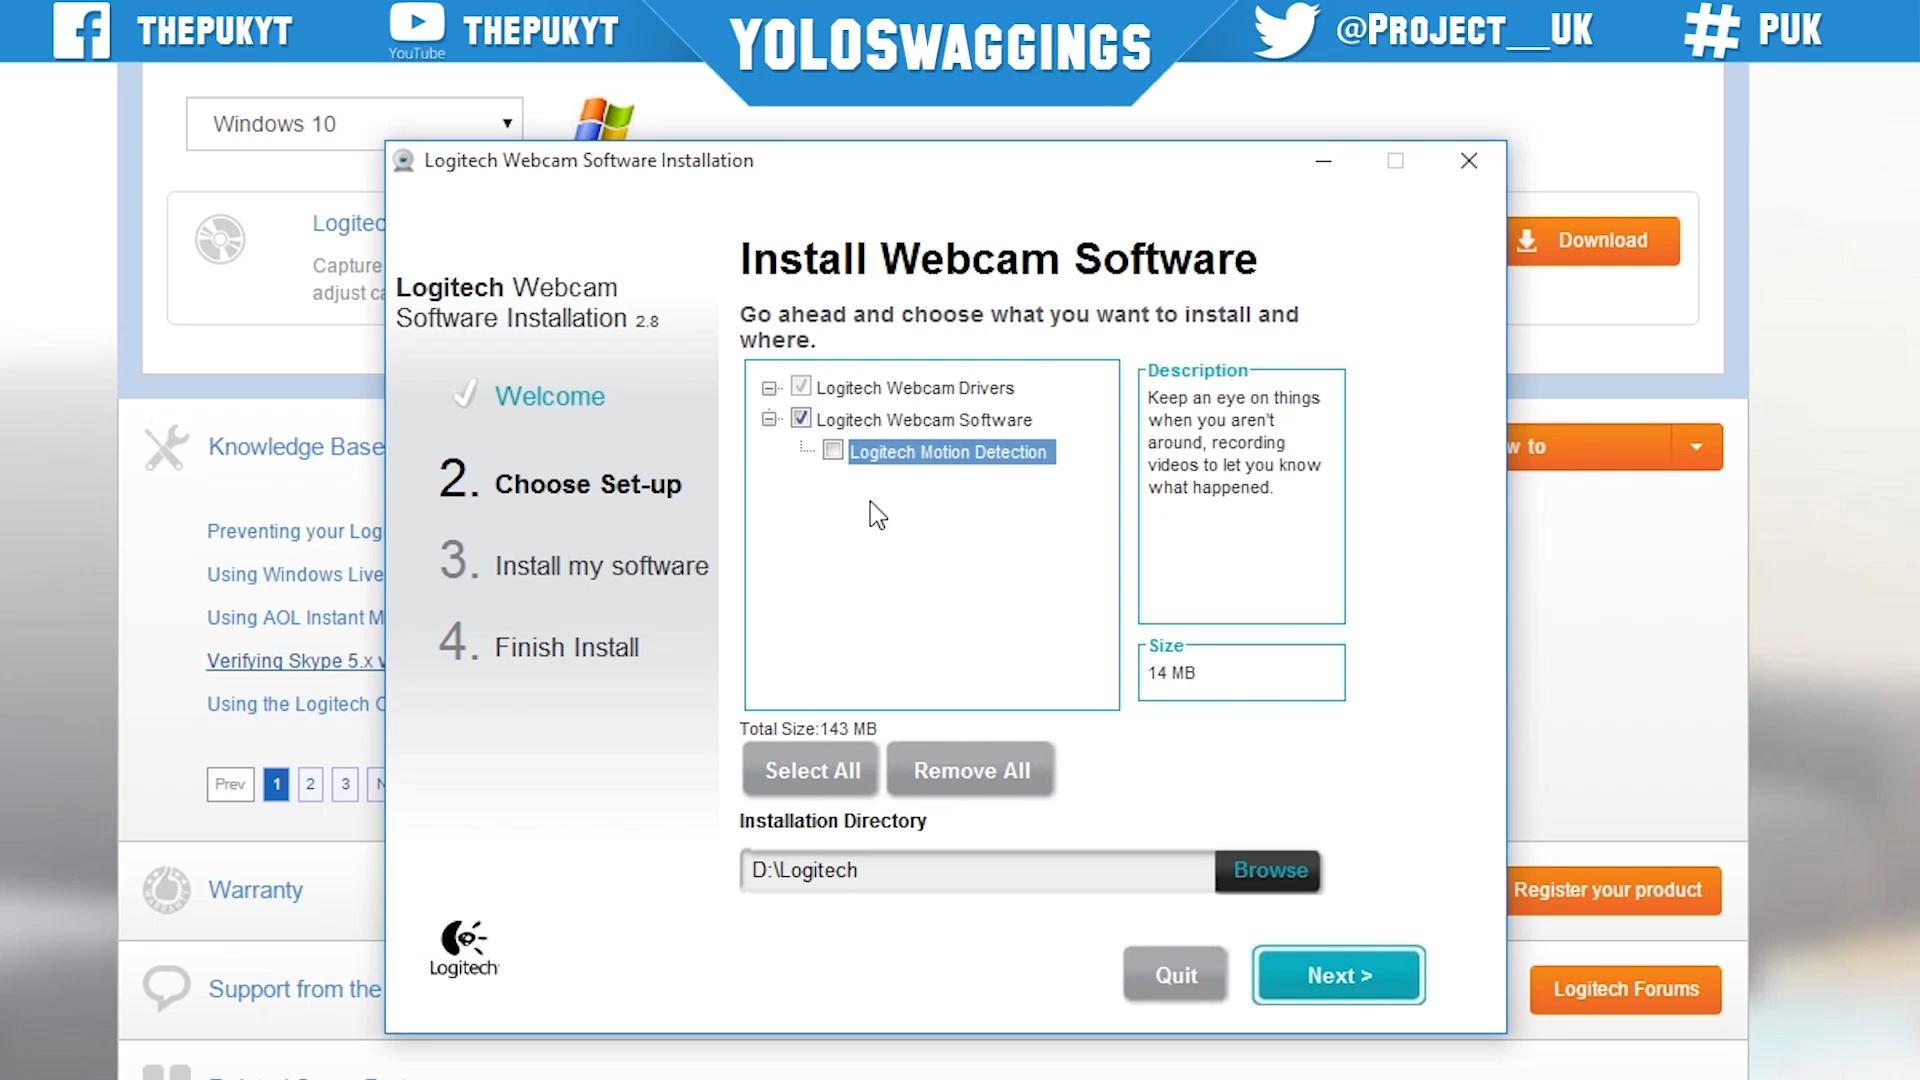 THEPUKYT
YouTube
THEPUKYT
YOLOSWAGGINGS
@PROJECT__UK
# PUK
Windows 10
Logitech Webcam Software Installation
Logitec
Capture
adjust ca
Download
Logitech Webcam
Software Installation 2.8
Welcome
2. Choose Set-up
3. Install my software
4. Finish Install
Logitech
Install Webcam Software
Go ahead and choose what you want to install and
where.
Logitech Webcam Drivers
Logitech Webcam Software
Logitech Motion Detection
Description
Keep an eye on things
when you aren't
around, recording
videos to let you know
what happened.
Size
14 MB
Total Size:143 MB
Select All
Remove All
Installation Directory
D:\Logitech
Browse
Quit
Next >
Knowledge Base
w to
Preventing your Log
Using Windows Live
Using AOL Instant M
Verifying Skype 5.x v
Using the Logitech C
Prev 1 2 3 N
Warranty
Register your product
Support from the
Logitech Forums